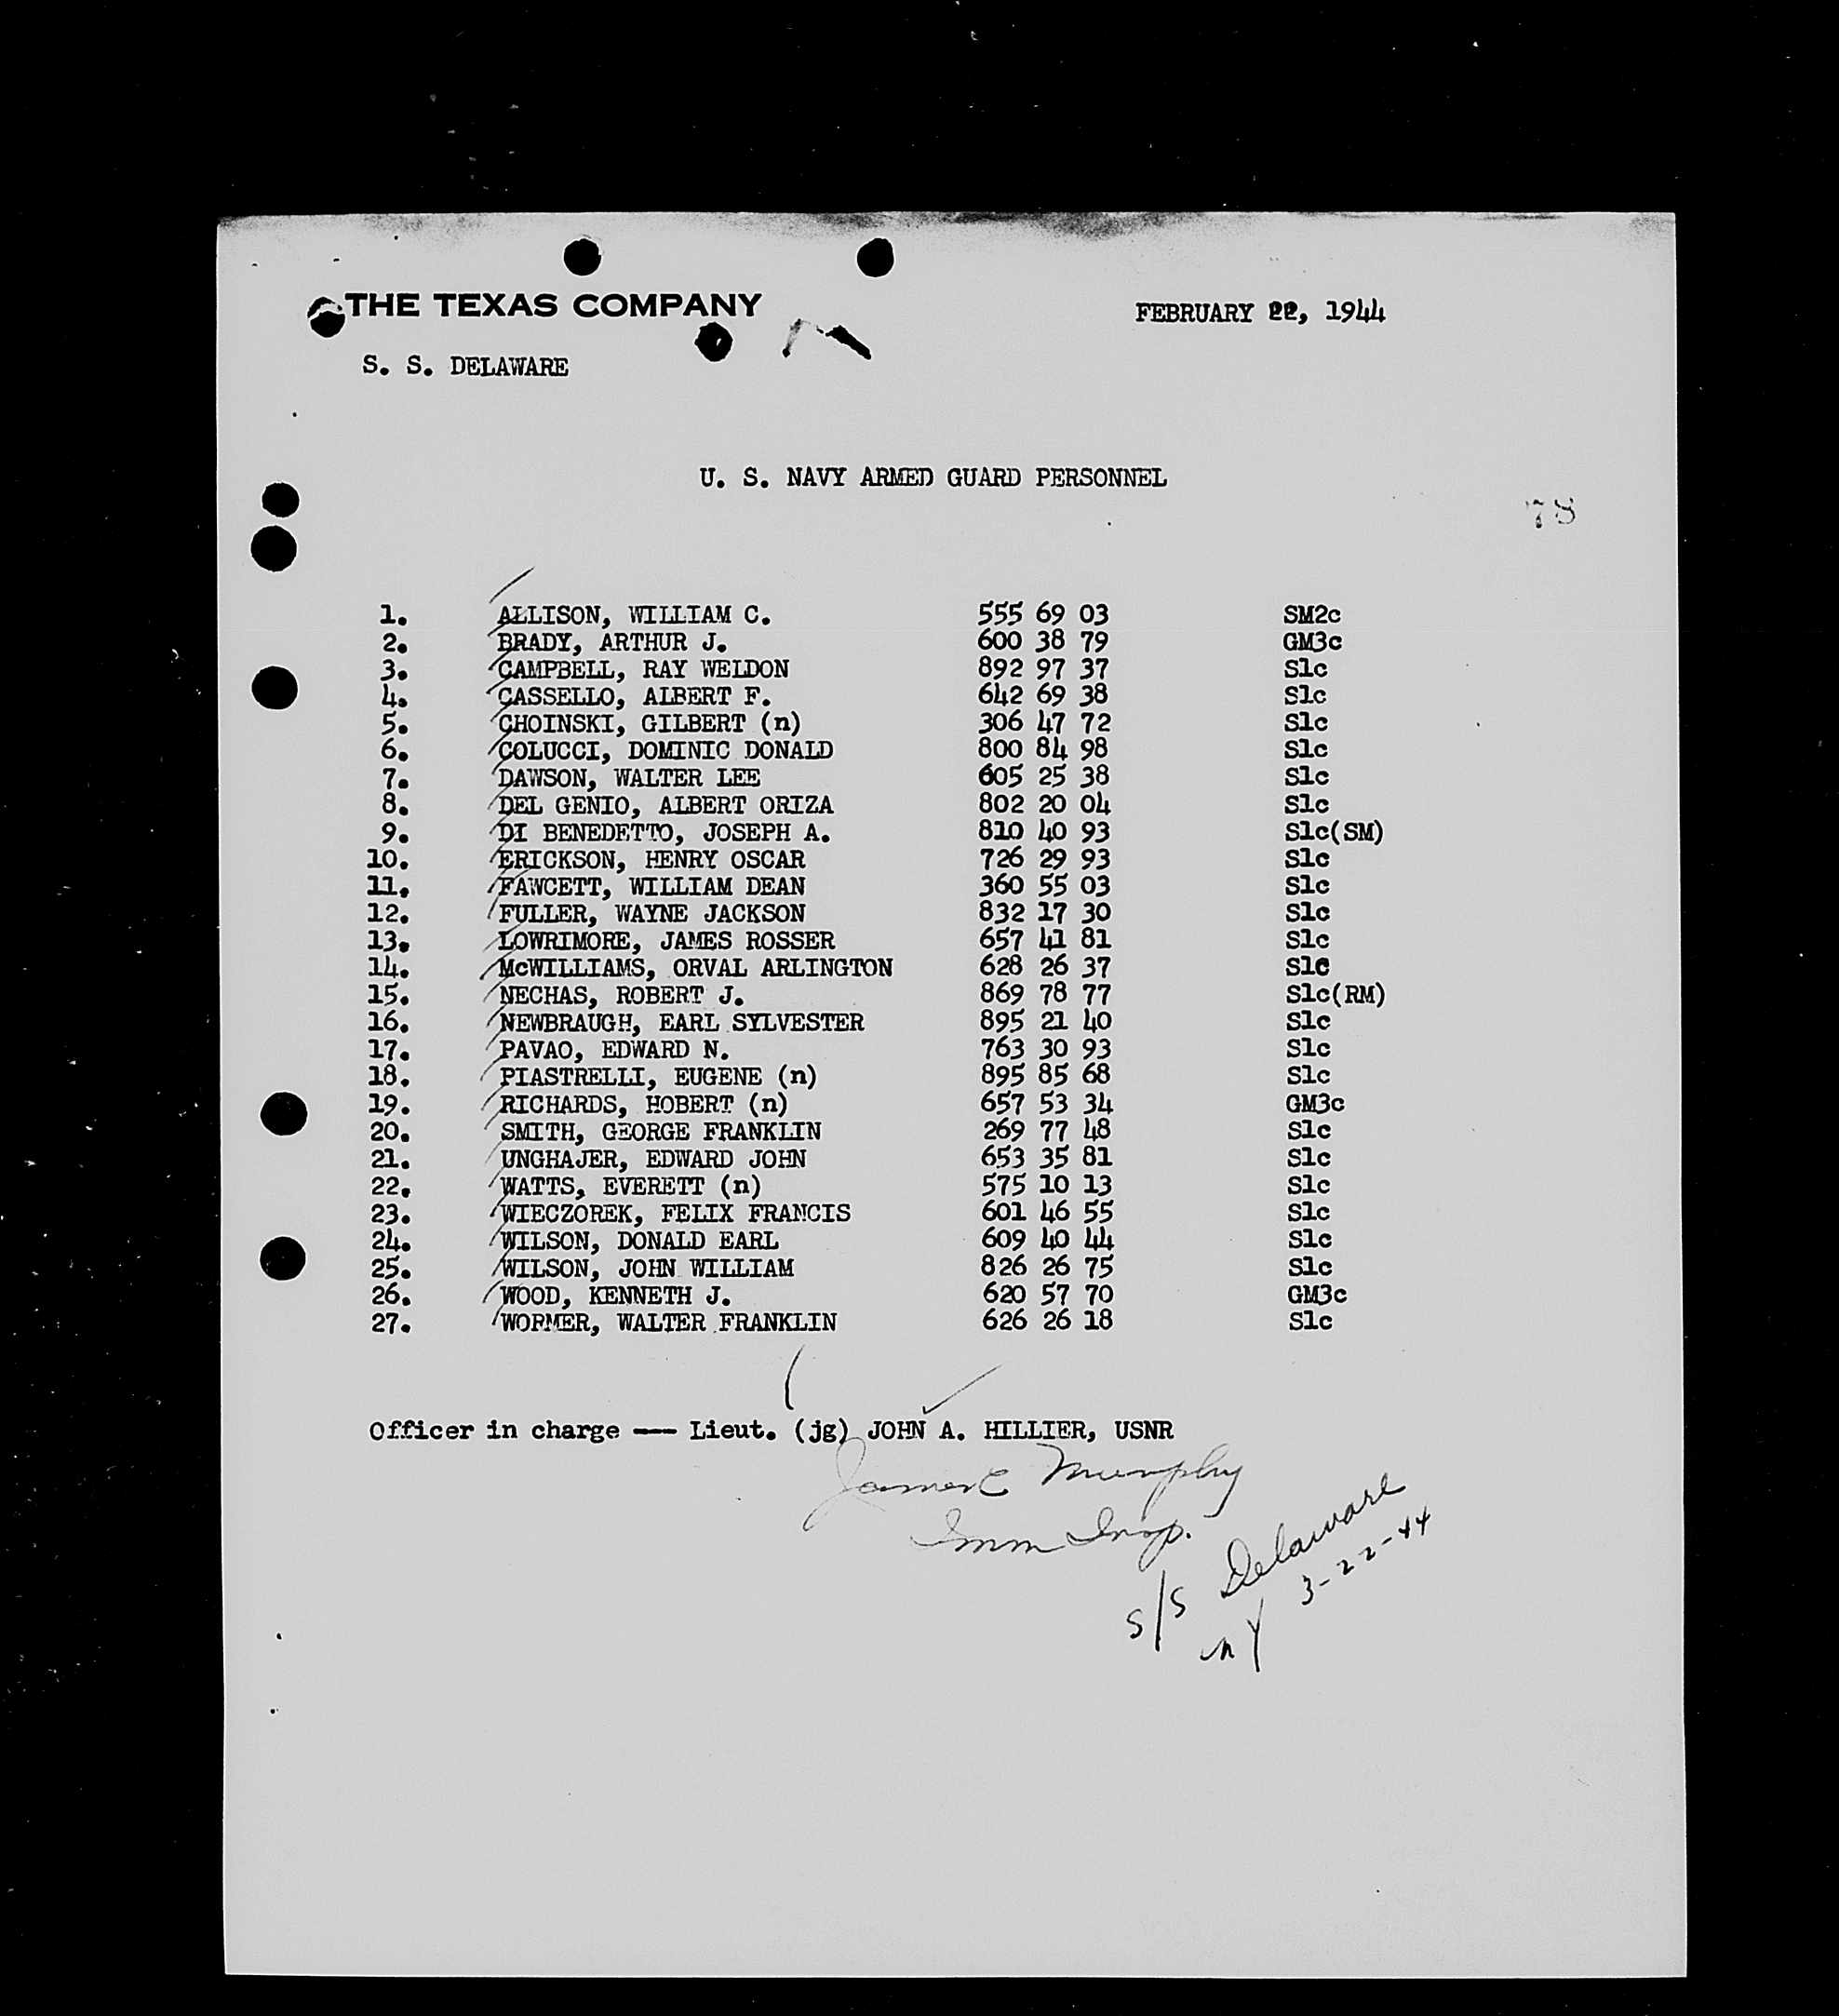 THE TEXAS COMPANY
FEBRUARY 22, 1944
S. S. DELAWARE
U. S. NAVY ARMED GUARD PERSONNEL
78
1. ALLISON, WILLIAM C. 555 69 03 SM2c
2. BRADY, ARTHUR J. 600 38 79 GM3c
3. CAMPBELL, RAY WELDON 892 97 37 S1c
4. CASSELLO, ALBERT F. 642 69 38 S1c
5. CHOINSKI, GILBERT (n) 306 47 72 S1c
6. COLUCCI, DOMINIC DONALD 800 84 98 S1c
7. DAWSON, WALTER LEE 605 25 38 S1c
8. DEL GENIO, ALBERT ORIZA 802 20 04 S1c
9. DI BENEDETTO, JOSEPH A. 810 40 93 S1c(SM)
10. ERICKSON, HENRY OSCAR 726 29 93 S1c
11. FAWCETT, WILLIAM DEAN 360 55 03 S1c
12. FULLER, WAYNE JACKSON 832 17 30 S1c
13. LOWRIMORE, JAMES ROSSER 657 41 81 S1c
14. McWILLIAMS, ORVAL ARLINGTON 628 26 37 S1c
15. NECHAS, ROBERT J. 869 78 77 S1c(RM)
16. NEWBRAUGH, EARL SYLVESTER 895 21 40 S1c
17. PAVAO, EDWARD N. 763 30 93 S1c
18. PIASTRELLI, EUGENE (n) 895 85 68 S1c
19. RICHARDS, HOBERT (n) 657 53 34 GM3c
20. SMITH, GEORGE FRANKLIN 269 77 48 S1c
21. UNGHAJER, EDWARD JOHN 653 35 81 S1c
22. WATTS, EVERETT (n) 575 10 13 S1c
23. WIECZOREK, FELIX FRANCIS 601 46 55 S1c
24. WILSON, DONALD EARL 609 40 44 S1c
25. WILSON, JOHN WILLIAM 826 26 75 S1c
26. WOOD, KENNETH J. 620 57 70 GM3c
27. WORMER, WALTER FRANKLIN 626 26 18 S1c
Officer in charge -- Lieut. (jg) JOHN A. HILLIER, USNR
James C Murphy
Imm Insp.
S/S Delaware
NY 3-22-44